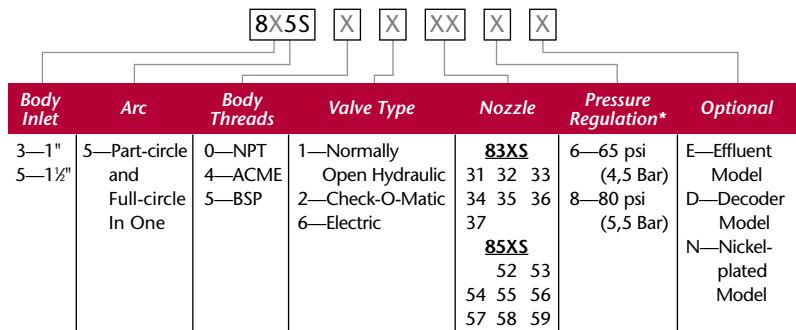 8X5S X X XX X X
Body Inlet
3—1"
5—1½"
Arc
5—Part-circle
and
Full-circle
In One
Body Threads
0—NPT
4—ACME
5—BSP
Valve Type
1—Normally
Open Hydraulic
2—Check-O-Matic
6—Electric
Nozzle
83XS
31 32 33
34 35 36
37
85XS
52 53
54 55 56
57 58 59
Pressure Regulation*
6—65 psi
(4,5 Bar)
8—80 psi
(5,5 Bar)
Optional
E—Effluent
Model
D—Decoder
Model
N—Nickel-
plated
Model